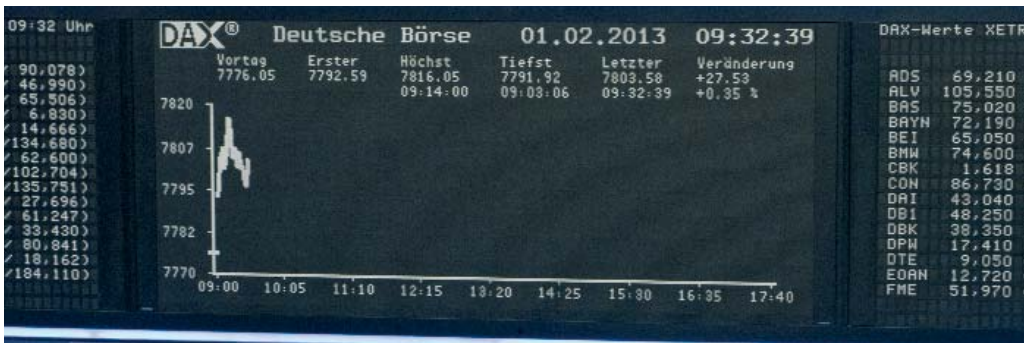 09:32 Uhr
90,078)
46,990)
65,506)
6,830)
/ 14,666)
/134,680)
/ 62,600)
/102,704)
/135,751)
/ 27,696)
/ 61,247)
/ 33,430)
/ 80,841)
/ 18,162)
/184,110)
DAX® Deutsche Börse 01.02.2013 09:32:39
Vortag Erster Höchst Tiefst Letzter Veränderung
7776.05 7792.59 7816.05 7791.92 7803.58 +27.53
09:14:00 09:03:06 09:32:39 +0.35 %
7820
7807
7795
7782
7770
09:00 10:05 11:10 12:15 13:20 14:25 15:30 16:35 17:40
DAX-Werte XETR
ADS 69,210
ALV 105,550
BAS 75,020
BAYN 72,190
BEI 65,050
BMW 74,600
CBK 1,618
CON 86,730
DAI 43,040
DB1 48,250
DBK 38,350
DPW 17,410
DTE 9,050
EOAN 12,720
FME 51,970